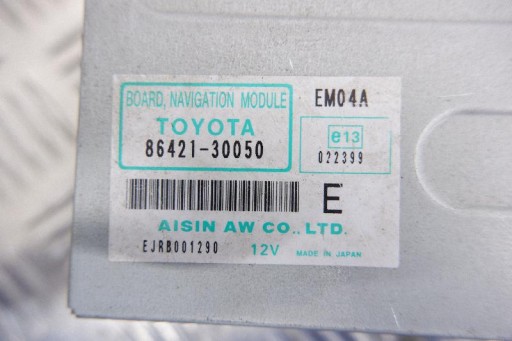 BOARD, NAVIGATION MODULE
TOYOTA
86421-30050
EM04A
e13
022399
E
AISIN AW CO., LTD.
EJRB001290 12V MADE IN JAPAN